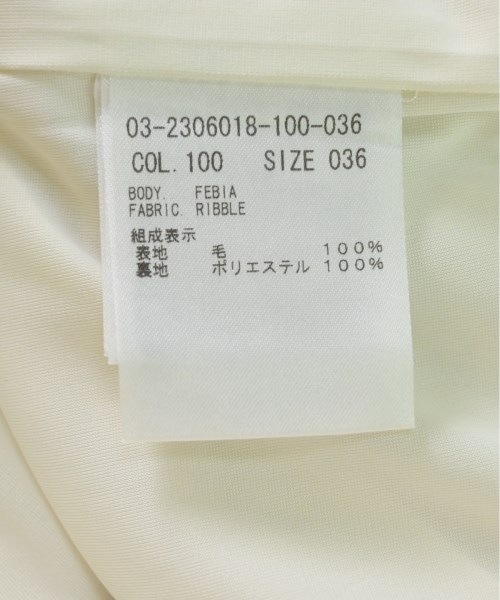 03-2306018-100-036
COL.100 SIZE 036
BODY. FEBIA
FABRIC. RIBBLE
組成表示
表地 毛 100%
裏地 ポリエステル 100%